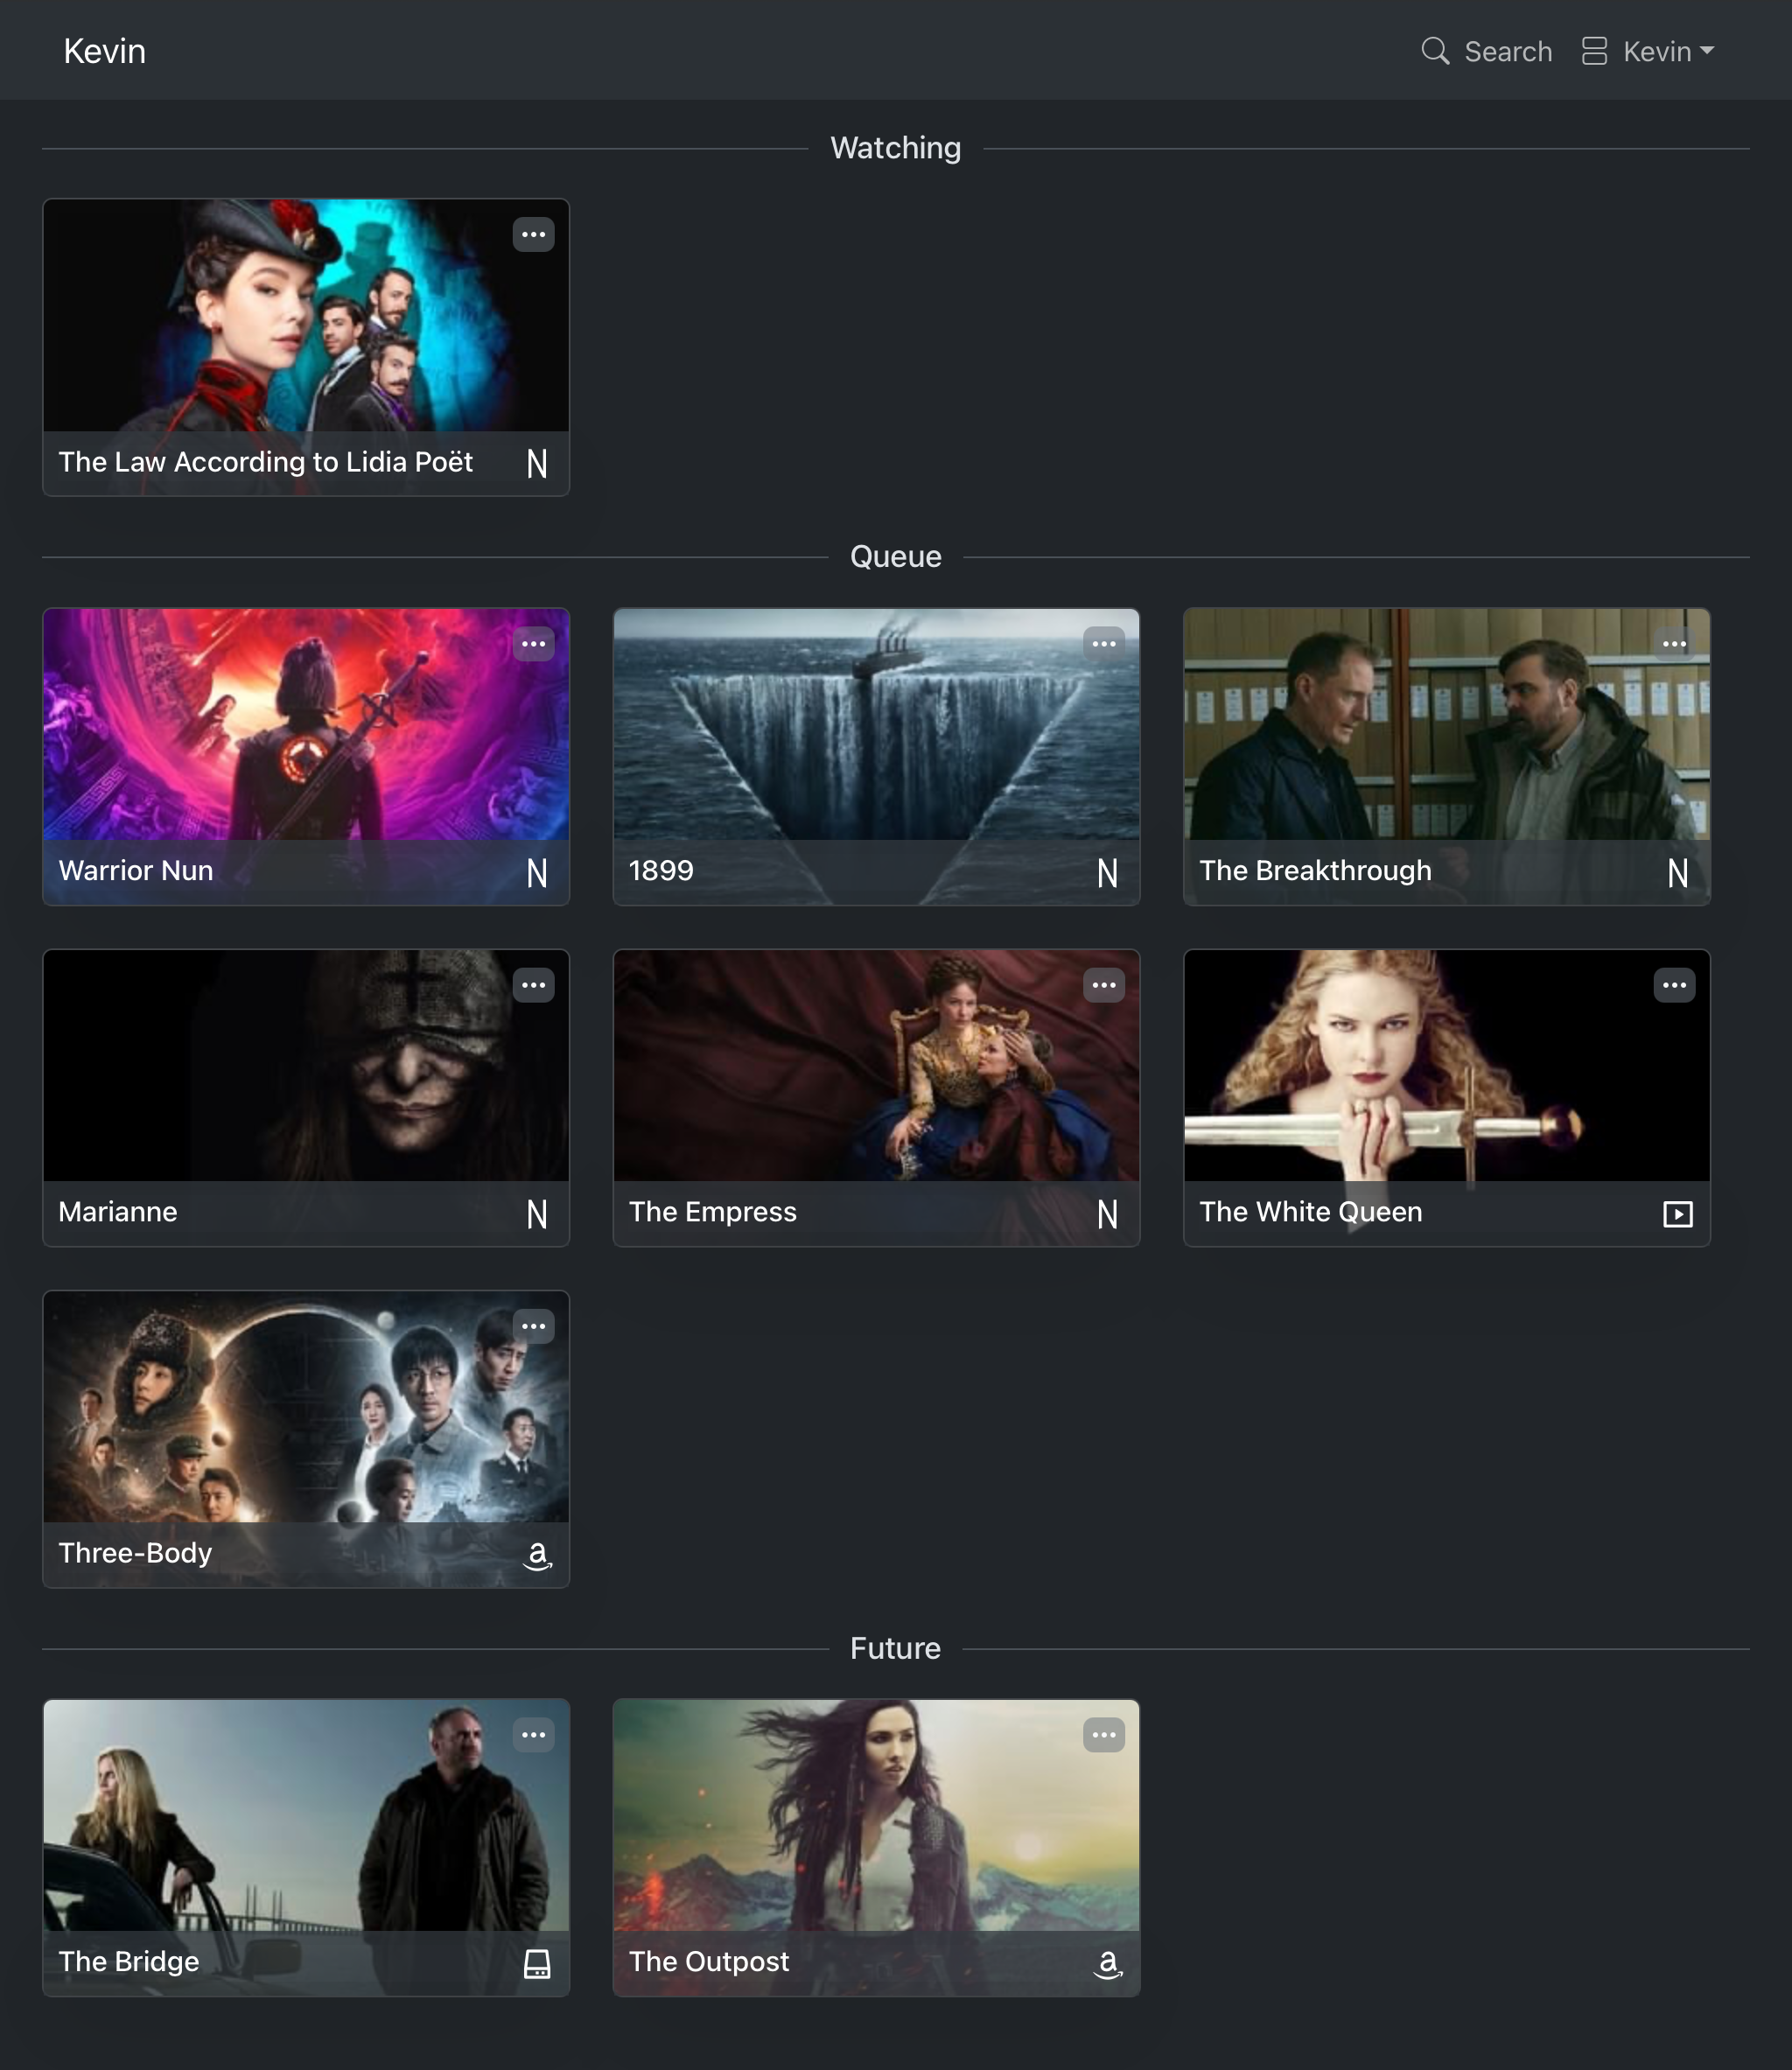 Kevin
Search
Kevin
Watching
The Law According to Lidia Poët
N
Queue
Warrior Nun
N
1899
N
The Breakthrough
N
Marianne
N
The Empress
N
The White Queen
Three-Body
a
Future
The Bridge
The Outpost
a